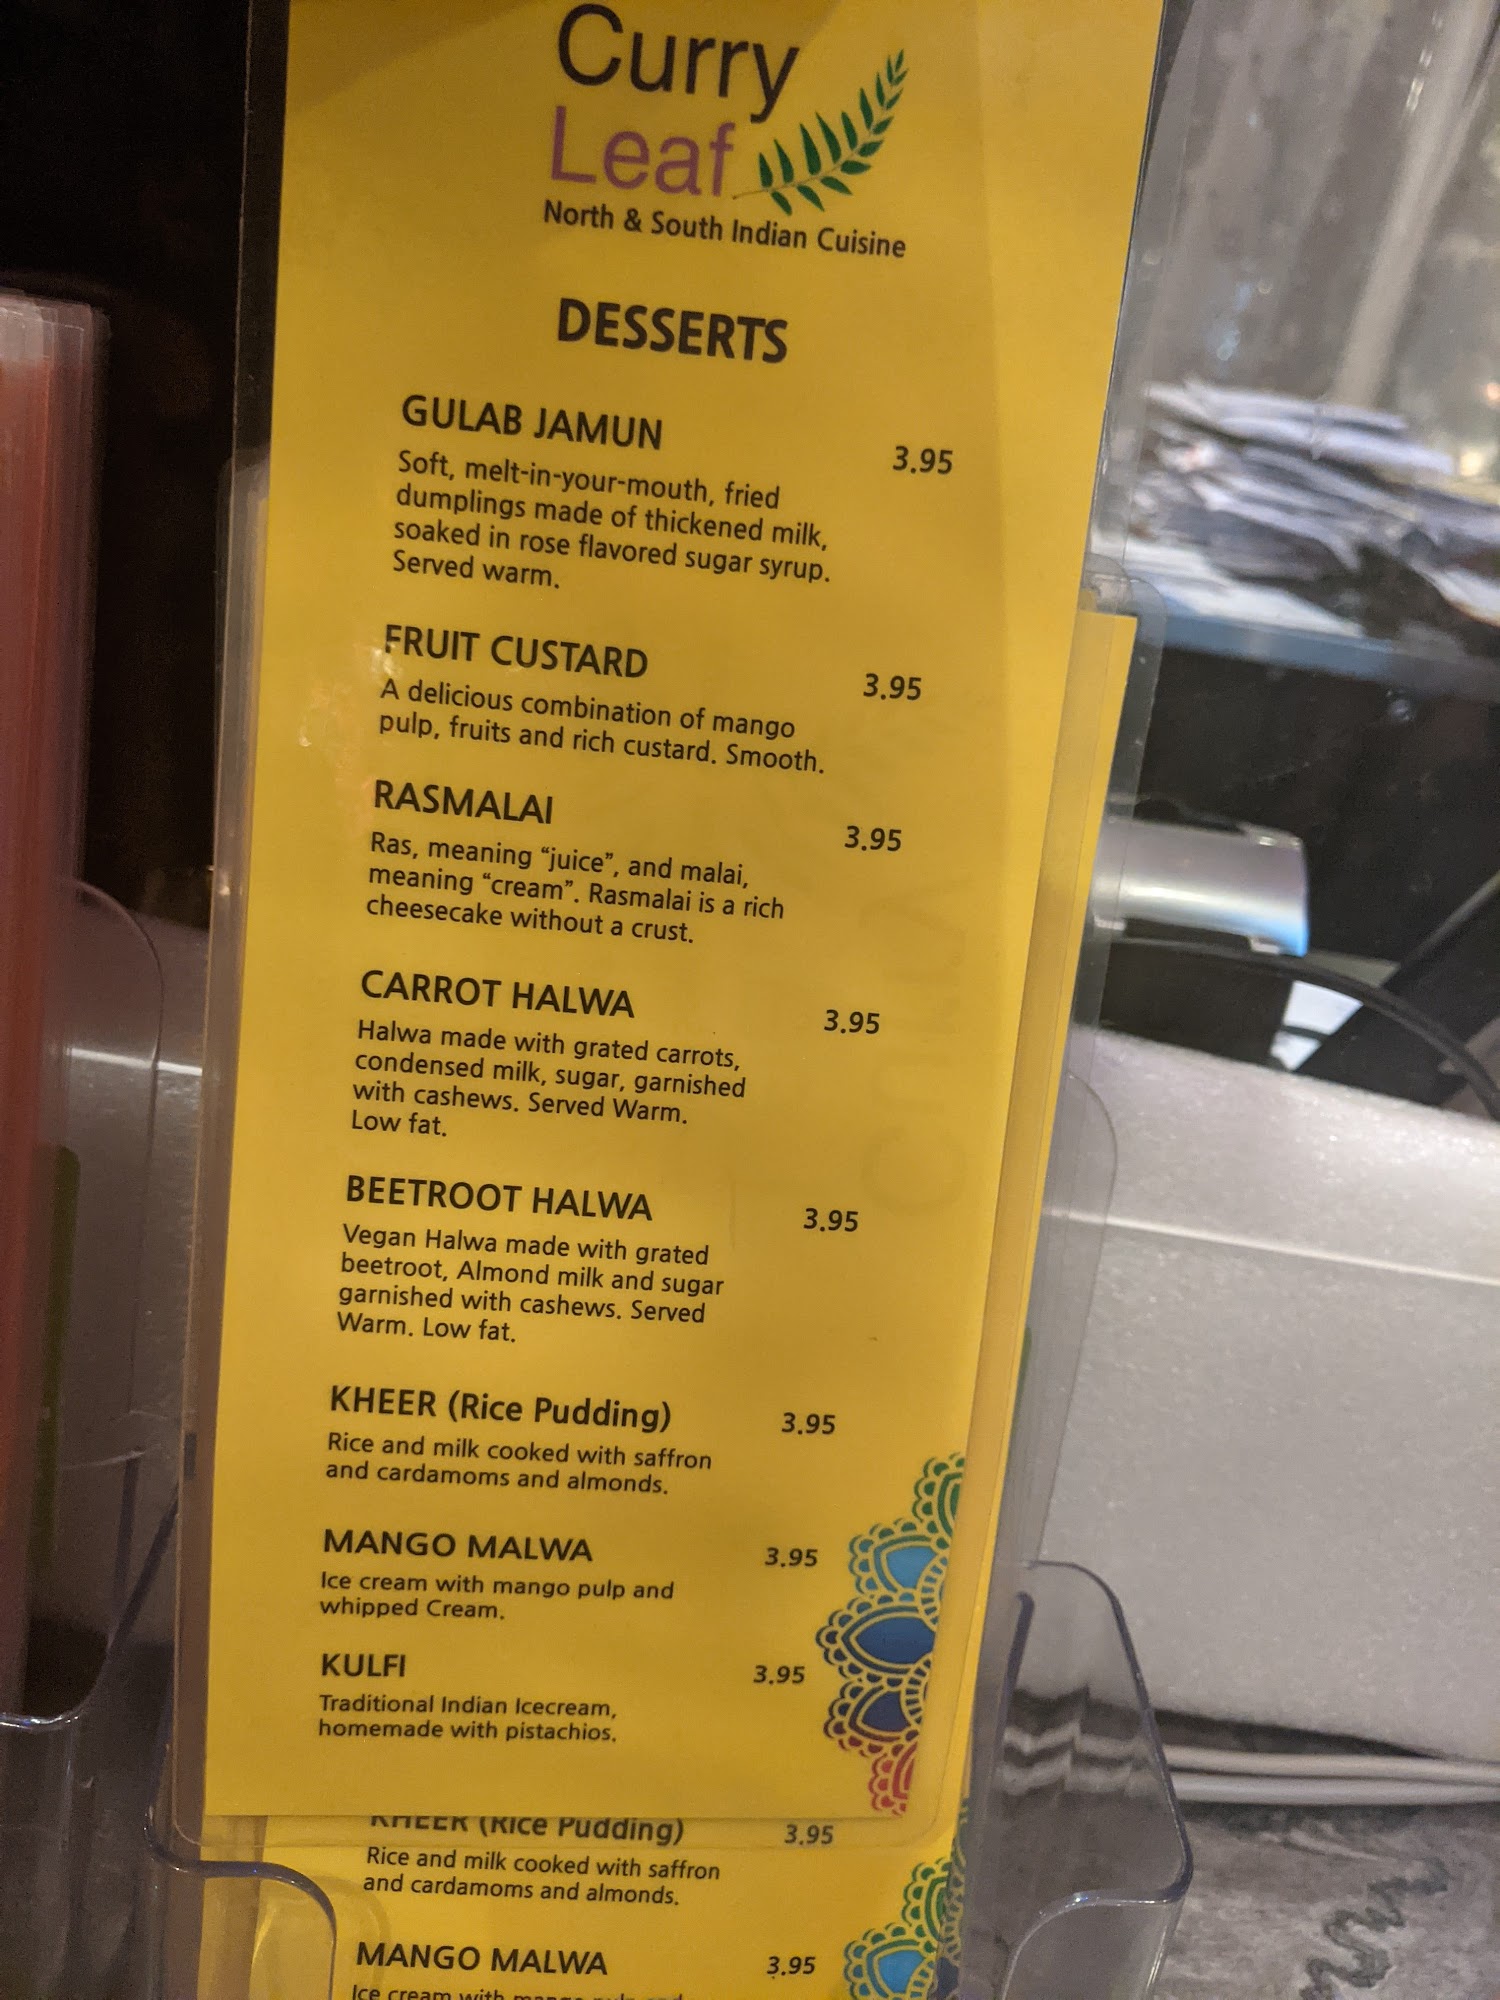 Curry
Leaf
North & South Indian Cuisine
DESSERTS
GULAB JAMUN 3.95
Soft, melt-in-your-mouth, fried
dumplings made of thickened milk,
soaked in rose flavored sugar syrup.
Served warm.
FRUIT CUSTARD 3.95
A delicious combination of mango
pulp, fruits and rich custard. Smooth.
RASMALAI 3.95
Ras, meaning “juice”, and malai,
meaning “cream”. Rasmalai is a rich
cheesecake without a crust.
CARROT HALWA 3.95
Halwa made with grated carrots,
condensed milk, sugar, garnished
with cashews. Served Warm.
Low fat.
BEETROOT HALWA 3.95
Vegan Halwa made with grated
beetroot, Almond milk and sugar
garnished with cashews. Served
Warm. Low fat.
KHEER (Rice Pudding) 3.95
Rice and milk cooked with saffron
and cardamoms and almonds.
MANGO MALWA 3.95
Ice cream with mango pulp and
whipped Cream.
KULFI 3.95
Traditional Indian Icecream,
homemade with pistachios.
KHEER (Rice Pudding) 3.95
Rice and milk cooked with saffron
and cardamoms and almonds.
MANGO MALWA 3.95
Ice cream with mango pulp and